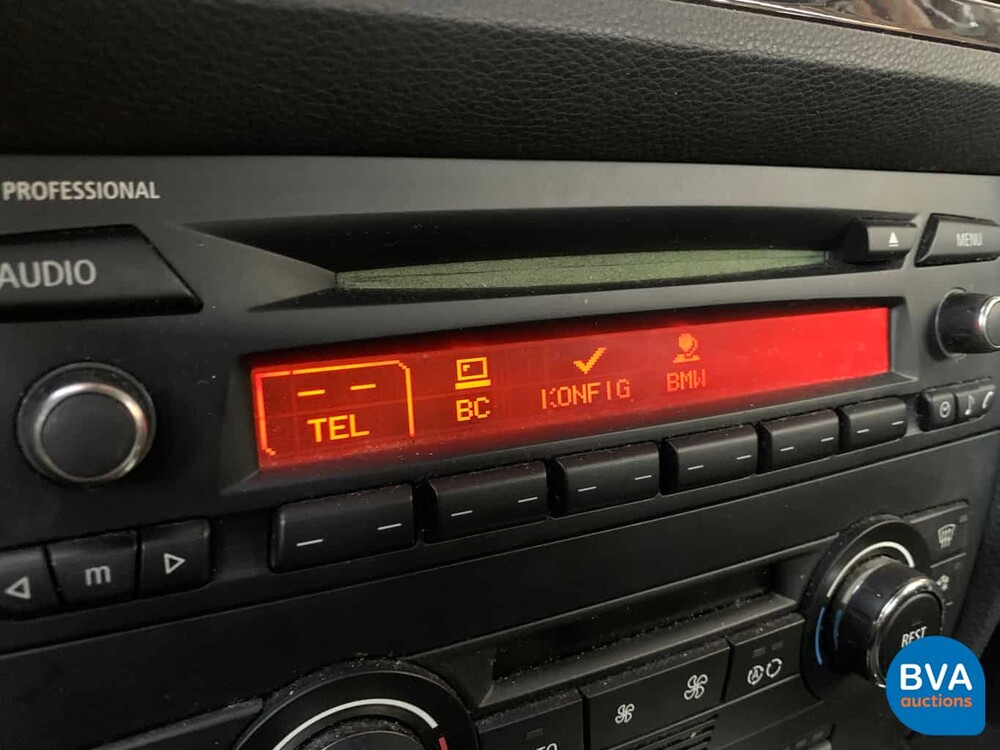 PROFESSIONAL
AUDIO
MENU
TEL
BC
KONFIG
BMW
m
REST
BVA
auctions